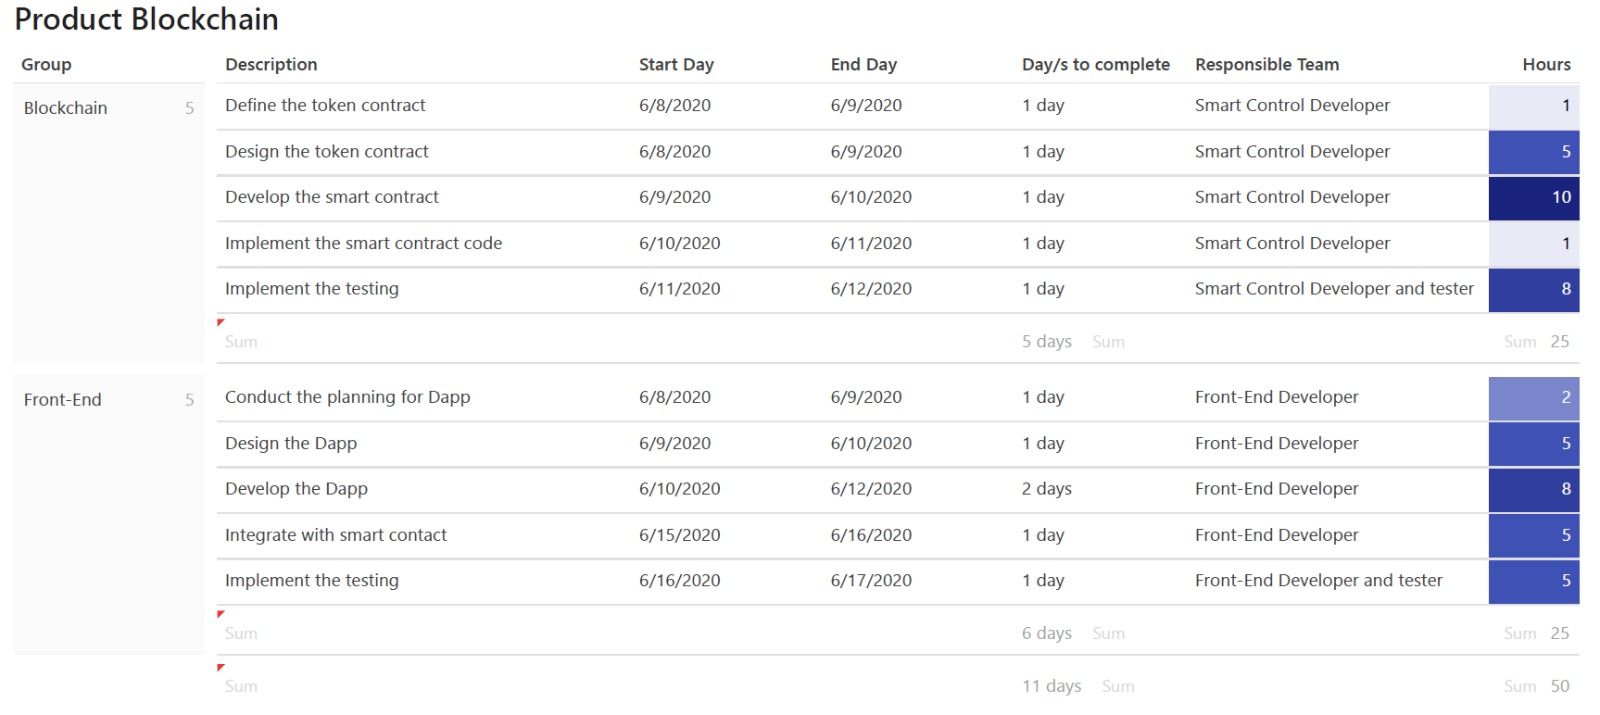 Product Blockchain
Group Description Start Day End Day Day/s to complete Responsible Team Hours
Blockchain 5 Define the token contract 6/8/2020 6/9/2020 1 day Smart Control Developer 1
Design the token contract 6/8/2020 6/9/2020 1 day Smart Control Developer 5
Develop the smart contract 6/9/2020 6/10/2020 1 day Smart Control Developer 10
Implement the smart contract code 6/10/2020 6/11/2020 1 day Smart Control Developer 1
Implement the testing 6/11/2020 6/12/2020 1 day Smart Control Developer and tester 8
Sum 5 days Sum Sum 25
Front-End 5 Conduct the planning for Dapp 6/8/2020 6/9/2020 1 day Front-End Developer 2
Design the Dapp 6/9/2020 6/10/2020 1 day Front-End Developer 5
Develop the Dapp 6/10/2020 6/12/2020 2 days Front-End Developer 8
Integrate with smart contact 6/15/2020 6/16/2020 1 day Front-End Developer 5
Implement the testing 6/16/2020 6/17/2020 1 day Front-End Developer and tester 5
Sum 6 days Sum Sum 25
Sum 11 days Sum Sum 50